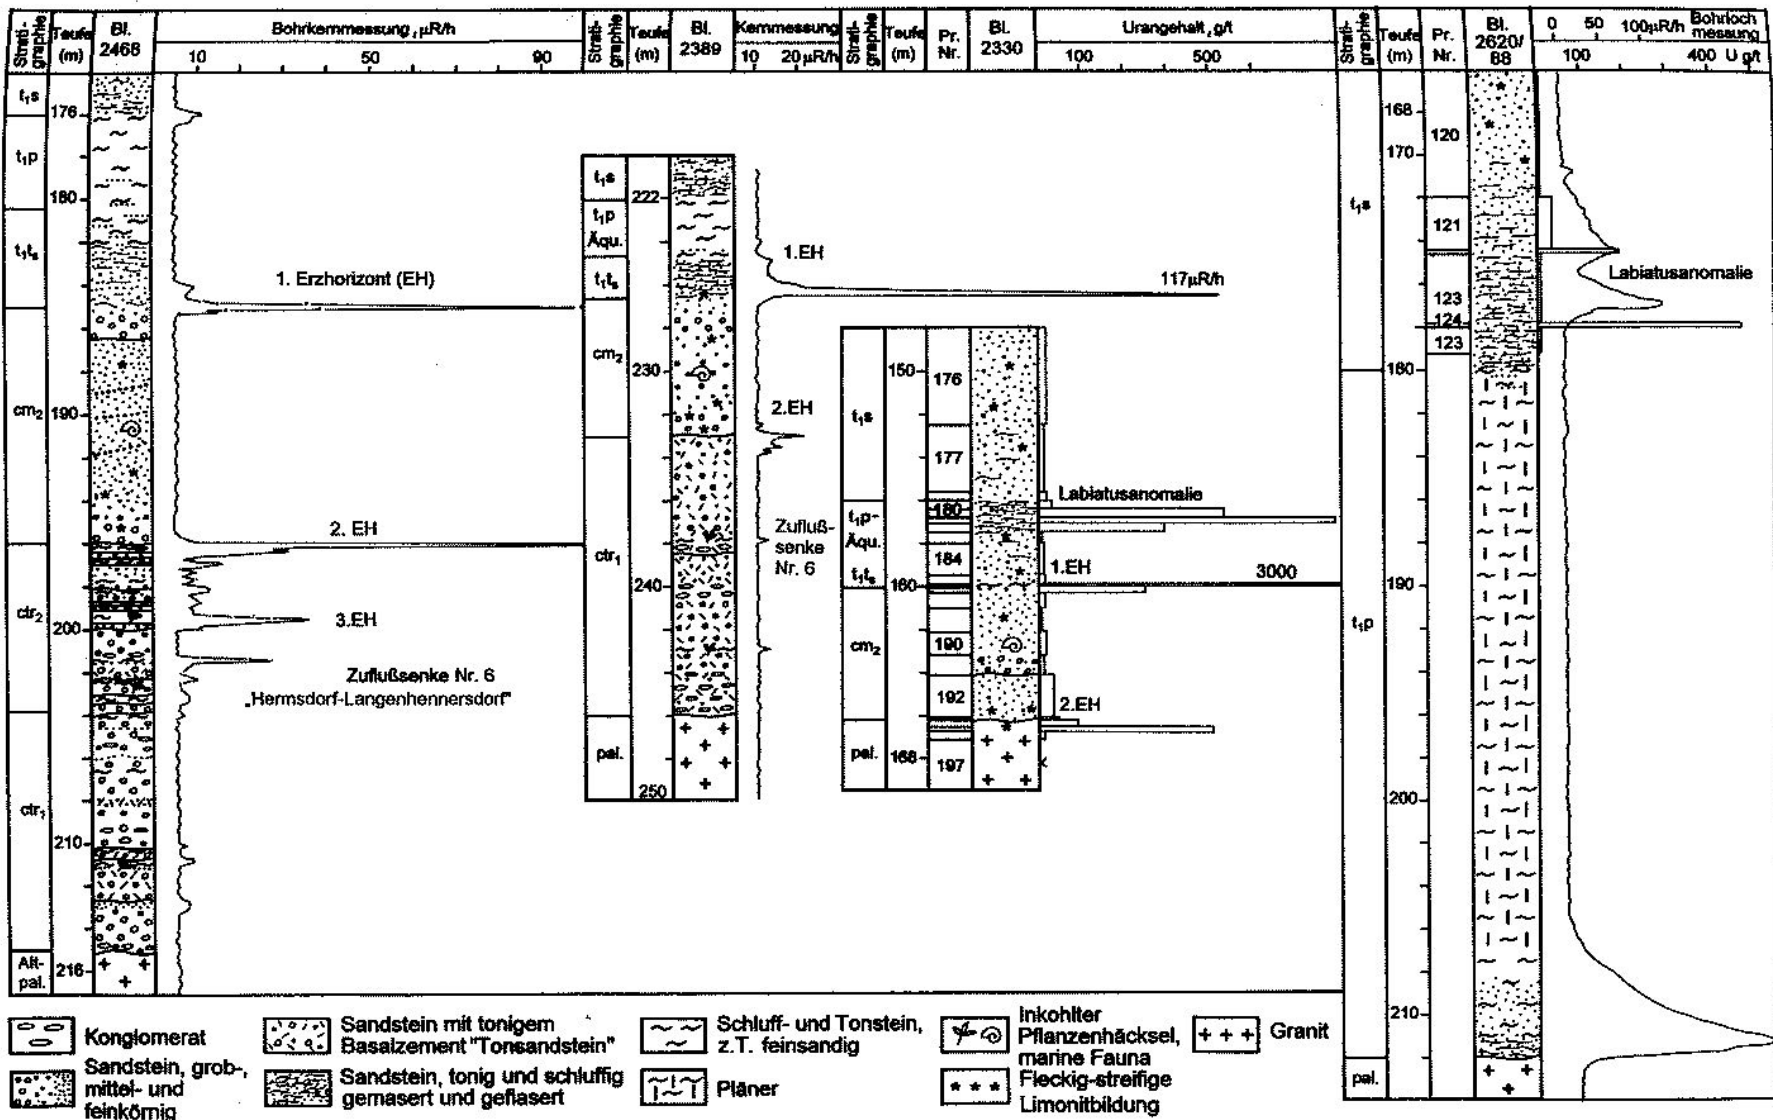 Strati-
graphie
Teufe
(m)
Bl.
2468
Bohrkernmessung, µR/h
10 50 90
t₁s
t₁p
t₁tₛ
cm₂
ctr₂
ctr₁
Alt-
pal.
176
180
190
200
210
216
1. Erzhorizont (EH)
2. EH
3.EH
Zuflußsenke Nr. 6
„Hermsdorf-Langenhennersdorf"
Strati-
graphie
Teufe
(m)
Bl.
2389
Kernmessung
10 20 µR/h
t₁s
t₁p
Äqu.
t₁tₛ
cm₂
ctr₁
pal.
222
230
240
250
1.EH
117µR/h
2.EH
Zufluß-
senke
Nr. 6
Strati-
graphie
Teufe
(m)
Pr.
Nr.
Bl.
2330
Urangehalt, g/t
100 500
t₁s
t₁p-
Äqu.
t₁tₛ
cm₂
pal.
150
160
168
176
177
180
184
190
192
197
Labiatusanomalie
1.EH
3000
2.EH
Strati-
graphie
Teufe
(m)
Pr.
Nr.
Bl.
2620/
88
0 50 100µR/h
Bohrloch
messung
100 400 U g/t
t₁s
t₁p
pal.
168
170
180
190
200
210
120
121
123
124
123
Labiatusanomalie
Konglomerat
Sandstein, grob-,
mittel- und
feinkörnig
Sandstein mit tonigem
Basalzement "Tonsandstein"
Sandstein, tonig und schluffig
gemasert und geflasert
Schluff- und Tonstein,
z.T. feinsandig
Pläner
Inkohlter
Pflanzenhäcksel,
marine Fauna
Fleckig-streifige
Limonitbildung
Granit